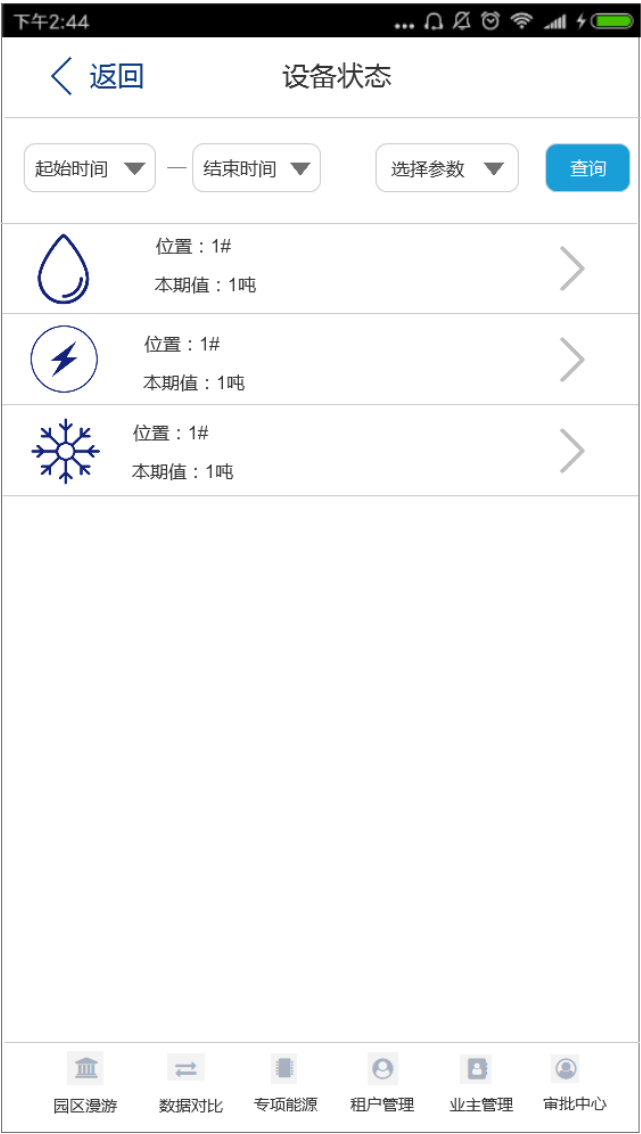 下午2:44
返回
设备状态
起始时间 — 结束时间 选择参数 查询
位置：1#
本期值：1吨
位置：1#
本期值：1吨
位置：1#
本期值：1吨
园区漫游 数据对比 专项能源 租户管理 业主管理 审批中心